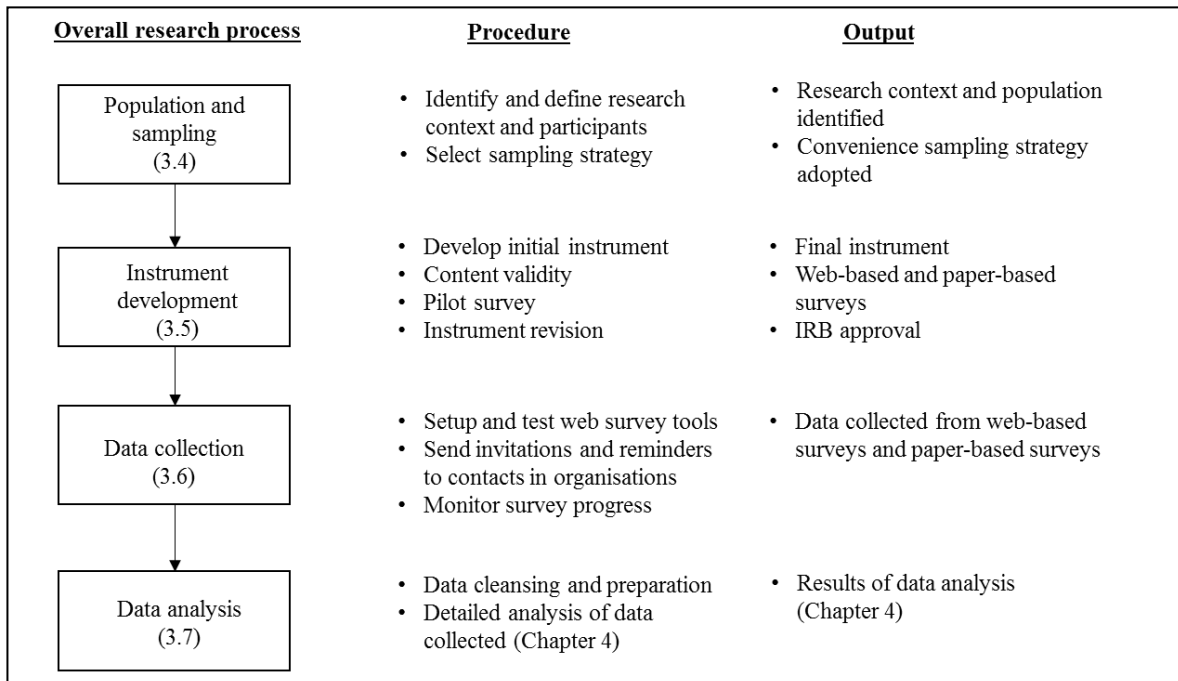 Overall research process
Procedure
Output
Population and
sampling
(3.4)
• Identify and define research
context and participants
• Select sampling strategy
• Research context and population
identified
• Convenience sampling strategy
adopted
Instrument
development
(3.5)
• Develop initial instrument
• Content validity
• Pilot survey
• Instrument revision
• Final instrument
• Web-based and paper-based
surveys
• IRB approval
Data collection
(3.6)
• Setup and test web survey tools
• Send invitations and reminders
to contacts in organisations
• Monitor survey progress
• Data collected from web-based
surveys and paper-based surveys
Data analysis
(3.7)
• Data cleansing and preparation
• Detailed analysis of data
collected (Chapter 4)
• Results of data analysis
(Chapter 4)